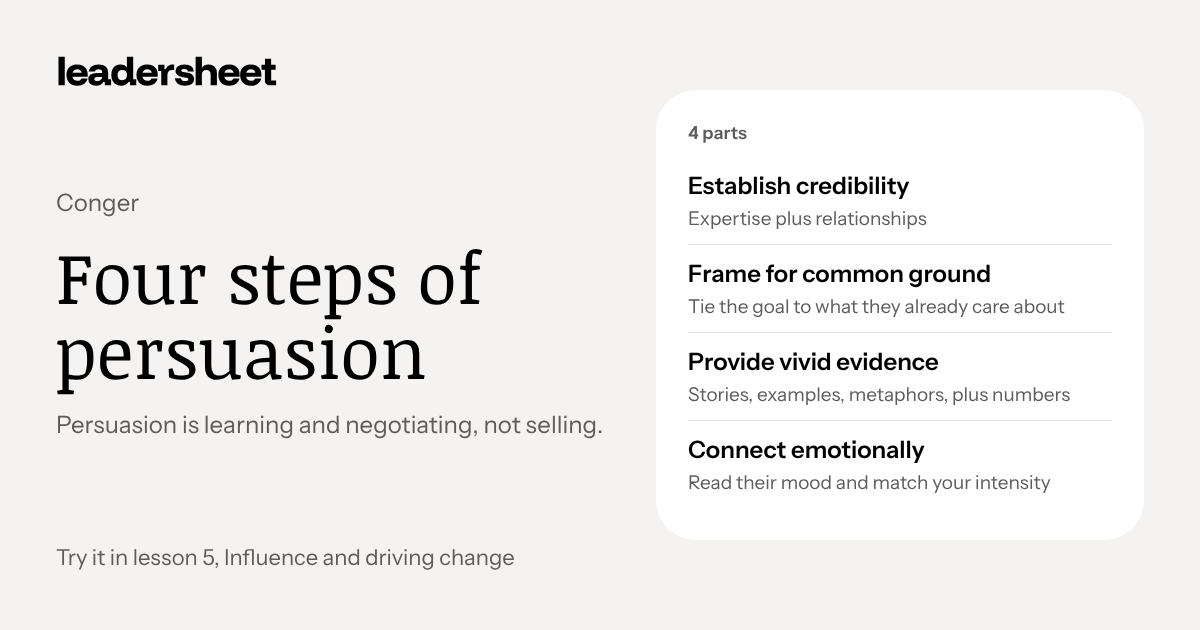 leadersheet
Conger
Four steps of
persuasion
Persuasion is learning and negotiating, not selling.
Try it in lesson 5, Influence and driving change
4 parts
Establish credibility
Expertise plus relationships
Frame for common ground
Tie the goal to what they already care about
Provide vivid evidence
Stories, examples, metaphors, plus numbers
Connect emotionally
Read their mood and match your intensity